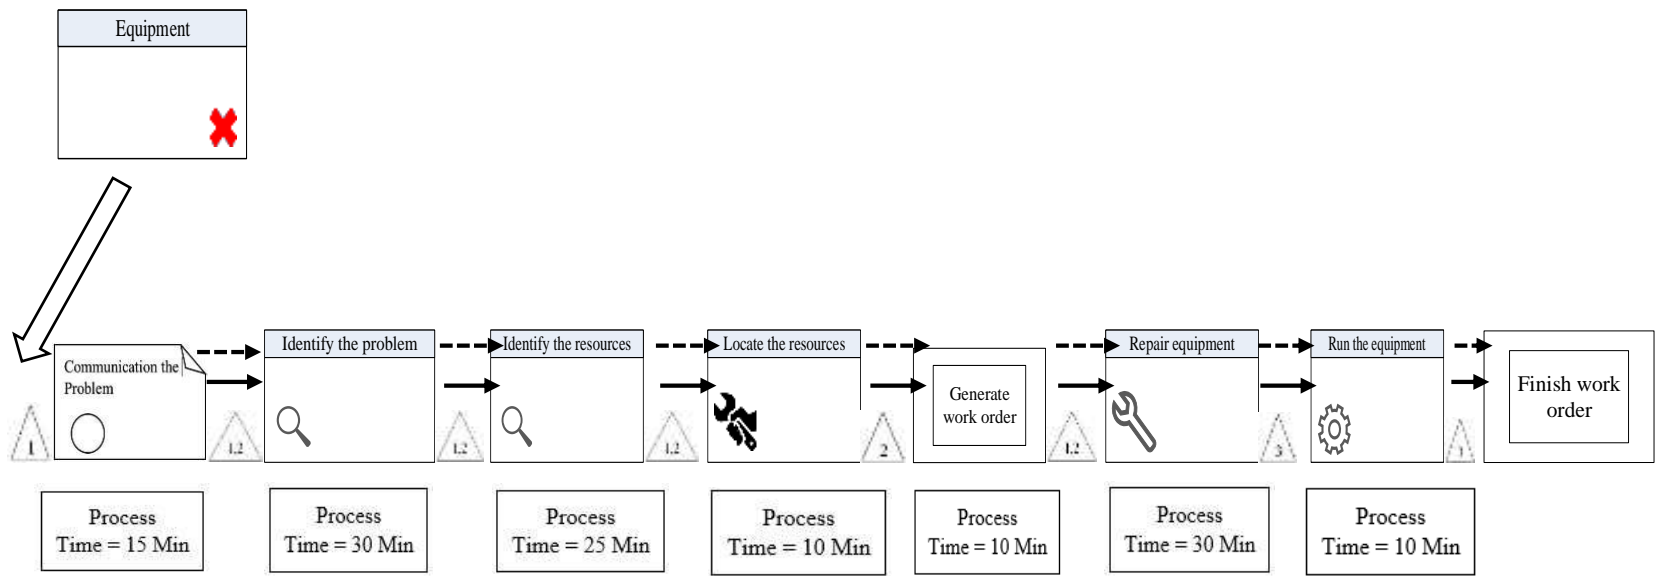 Equipment
Communication the
Problem
Identify the problem
Identify the resources
Locate the resources
Generate
work order
Repair equipment
Run the equipment
Finish work
order
1
1,2
1,2
1,2
2
1,2
3
Process
Time = 15 Min
Process
Time = 30 Min
Process
Time = 25 Min
Process
Time = 10 Min
Process
Time = 10 Min
Process
Time = 30 Min
Process
Time = 10 Min